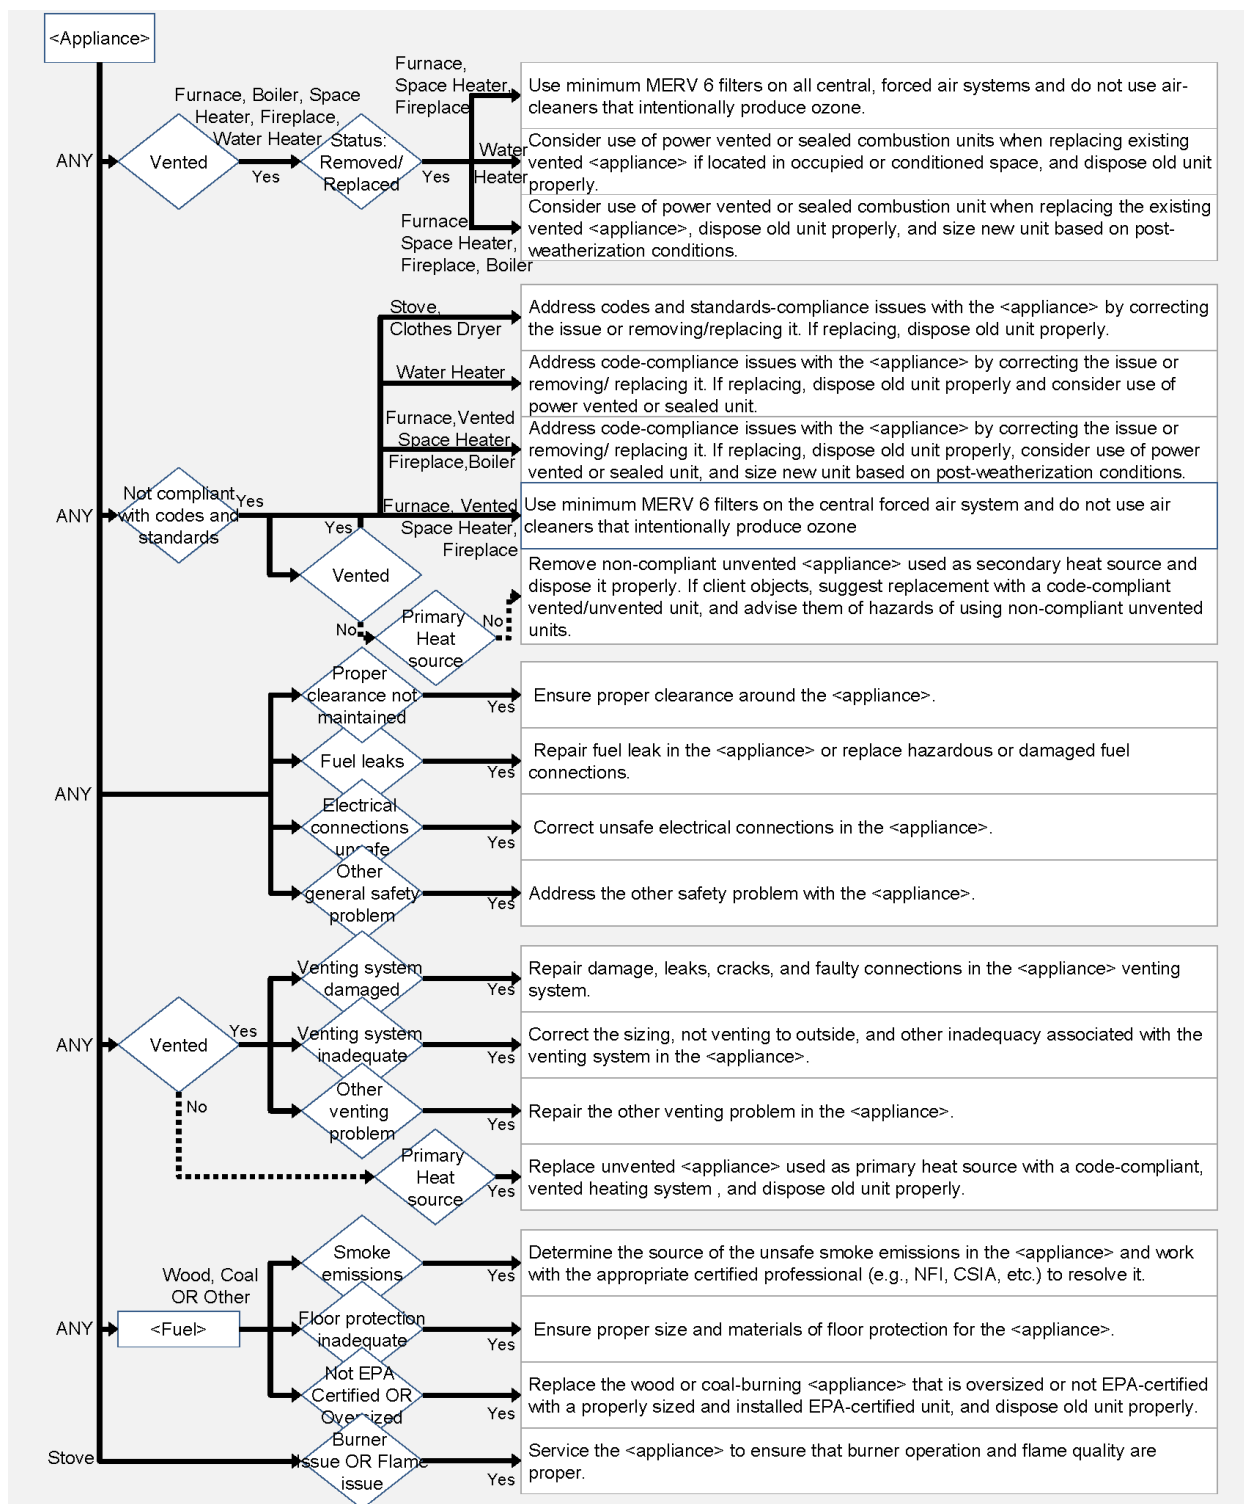 <Appliance>
Furnace,
Space Heater,
Fireplace
Use minimum MERV 6 filters on all central, forced air systems and do not use air-
cleaners that intentionally produce ozone.
Furnace, Boiler, Space
Heater, Fireplace,
Water Heater
ANY
Vented
Yes
Status:
Removed/
Replaced
Yes
Water
Heater
Consider use of power vented or sealed combustion units when replacing existing
vented <appliance> if located in occupied or conditioned space, and dispose old unit
properly.
Furnace
Space Heater,
Fireplace, Boiler
Consider use of power vented or sealed combustion unit when replacing the existing
vented <appliance>, dispose old unit properly, and size new unit based on post-
weatherization conditions.
Stove,
Clothes Dryer
Address codes and standards-compliance issues with the <appliance> by correcting
the issue or removing/replacing it. If replacing, dispose old unit properly.
Water Heater
Address code-compliance issues with the <appliance> by correcting the issue or
removing/ replacing it. If replacing, dispose old unit properly and consider use of
power vented or sealed unit.
Furnace,Vented
Space Heater,
Fireplace,Boiler
Address code-compliance issues with the <appliance> by correcting the issue or
removing/ replacing it. If replacing, dispose old unit properly, consider use of power
vented or sealed unit, and size new unit based on post-weatherization conditions.
ANY
Not compliant
with codes and
standards
Yes
Yes
Furnace, Vented
Space Heater,
Fireplace
Use minimum MERV 6 filters on the central forced air system and do not use air
cleaners that intentionally produce ozone
Vented
No
Primary
Heat
source
No
Remove non-compliant unvented <appliance> used as secondary heat source and
dispose it properly. If client objects, suggest replacement with a code-compliant
vented/unvented unit, and advise them of hazards of using non-compliant unvented
units.
Proper
clearance not
maintained
Yes
Ensure proper clearance around the <appliance>.
Fuel leaks
Yes
Repair fuel leak in the <appliance> or replace hazardous or damaged fuel
connections.
ANY
Electrical
connections
unsafe
Yes
Correct unsafe electrical connections in the <appliance>.
Other
general safety
problem
Yes
Address the other safety problem with the <appliance>.
Venting system
damaged
Yes
Repair damage, leaks, cracks, and faulty connections in the <appliance> venting
system.
ANY
Vented
Yes
Venting system
inadequate
Yes
Correct the sizing, not venting to outside, and other inadequacy associated with the
venting system in the <appliance>.
No
Other
venting
problem
Yes
Repair the other venting problem in the <appliance>.
Primary
Heat
source
Yes
Replace unvented <appliance> used as primary heat source with a code-compliant,
vented heating system , and dispose old unit properly.
Smoke
emissions
Yes
Determine the source of the unsafe smoke emissions in the <appliance> and work
with the appropriate certified professional (e.g., NFI, CSIA, etc.) to resolve it.
Wood, Coal
OR Other
ANY
<Fuel>
Floor protection
inadequate
Yes
Ensure proper size and materials of floor protection for the <appliance>.
Not EPA
Certified OR
Oversized
Yes
Replace the wood or coal-burning <appliance> that is oversized or not EPA-certified
with a properly sized and installed EPA-certified unit, and dispose old unit properly.
Stove
Burner
Issue OR Flame
issue
Yes
Service the <appliance> to ensure that burner operation and flame quality are
proper.